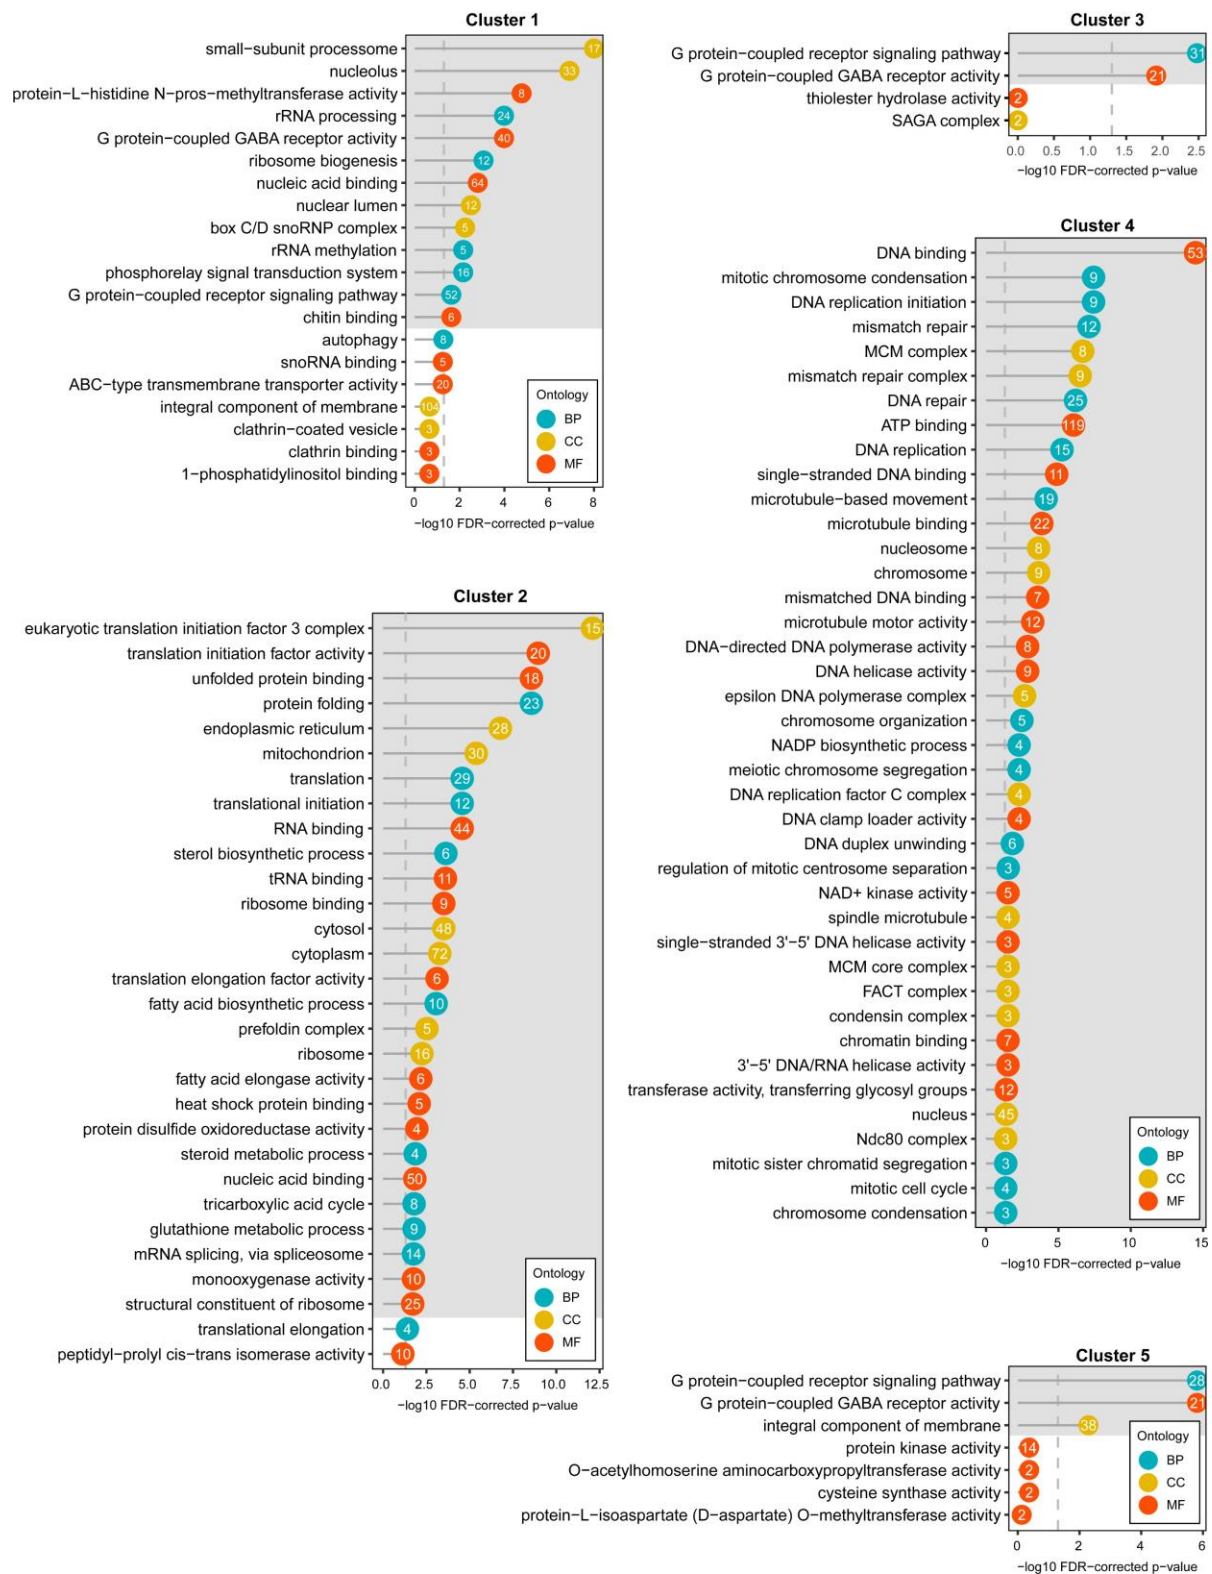 Cluster 1
small−subunit processome 17
nucleolus 33
protein−L−histidine N−pros−methyltransferase activity 8
rRNA processing 24
G protein−coupled GABA receptor activity 40
ribosome biogenesis 12
nucleic acid binding 64
nuclear lumen 12
box C/D snoRNP complex 5
rRNA methylation 5
phosphorelay signal transduction system 16
G protein−coupled receptor signaling pathway 52
chitin binding 6
autophagy 8
snoRNA binding 5
ABC−type transmembrane transporter activity 20
integral component of membrane 104
clathrin−coated vesicle 3
clathrin binding 3
1−phosphatidylinositol binding 3
Ontology
BP
CC
MF
0 2 4 6 8
−log10 FDR−corrected p−value
Cluster 2
eukaryotic translation initiation factor 3 complex 15
translation initiation factor activity 20
unfolded protein binding 18
protein folding 23
endoplasmic reticulum 28
mitochondrion 30
translation 29
translational initiation 12
RNA binding 44
sterol biosynthetic process 6
tRNA binding 11
ribosome binding 9
cytosol 48
cytoplasm 72
translation elongation factor activity 6
fatty acid biosynthetic process 10
prefoldin complex 5
ribosome 16
fatty acid elongase activity 6
heat shock protein binding 5
protein disulfide oxidoreductase activity 4
steroid metabolic process 4
nucleic acid binding 50
tricarboxylic acid cycle 8
glutathione metabolic process 9
mRNA splicing, via spliceosome 14
monooxygenase activity 10
structural constituent of ribosome 25
translational elongation 4
peptidyl−prolyl cis−trans isomerase activity 10
Ontology
BP
CC
MF
0.0 2.5 5.0 7.5 10.0 12.5
−log10 FDR−corrected p−value
Cluster 3
G protein−coupled receptor signaling pathway 31
G protein−coupled GABA receptor activity 21
thiolester hydrolase activity 2
SAGA complex 2
0.0 0.5 1.0 1.5 2.0 2.5
−log10 FDR−corrected p−value
Cluster 4
DNA binding 53
mitotic chromosome condensation 9
DNA replication initiation 9
mismatch repair 12
MCM complex 8
mismatch repair complex 9
DNA repair 25
ATP binding 119
DNA replication 15
single−stranded DNA binding 11
microtubule−based movement 19
microtubule binding 22
nucleosome 8
chromosome 9
mismatched DNA binding 7
microtubule motor activity 12
DNA−directed DNA polymerase activity 8
DNA helicase activity 9
epsilon DNA polymerase complex 5
chromosome organization 5
NADP biosynthetic process 4
meiotic chromosome segregation 4
DNA replication factor C complex 4
DNA clamp loader activity 4
DNA duplex unwinding 6
regulation of mitotic centrosome separation 3
NAD+ kinase activity 5
spindle microtubule 4
single−stranded 3'−5' DNA helicase activity 3
MCM core complex 3
FACT complex 3
condensin complex 3
chromatin binding 7
3'−5' DNA/RNA helicase activity 3
transferase activity, transferring glycosyl groups 12
nucleus 45
Ndc80 complex 3
mitotic sister chromatid segregation 3
mitotic cell cycle 4
chromosome condensation 3
Ontology
BP
CC
MF
0 5 10 15
−log10 FDR−corrected p−value
Cluster 5
G protein−coupled receptor signaling pathway 28
G protein−coupled GABA receptor activity 21
integral component of membrane 38
protein kinase activity 14
O−acetylhomoserine aminocarboxypropyltransferase activity 2
cysteine synthase activity 2
protein−L−isoaspartate (D−aspartate) O−methyltransferase activity 2
Ontology
BP
CC
MF
0 2 4 6
−log10 FDR−corrected p−value